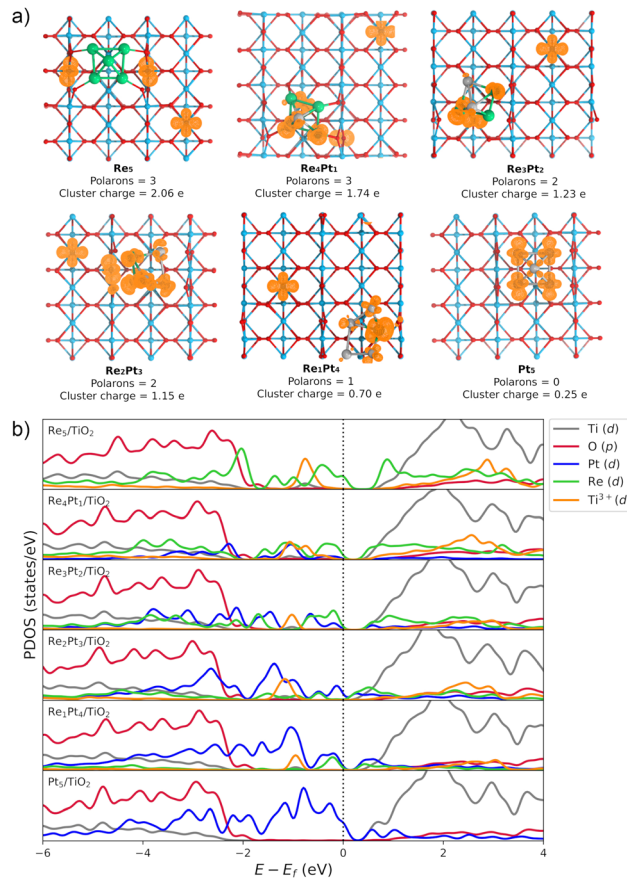 a)
Re5
Polarons = 3
Cluster charge = 2.06 e
Re4Pt1
Polarons = 3
Cluster charge = 1.74 e
Re3Pt2
Polarons = 2
Cluster charge = 1.23 e
Re2Pt3
Polarons = 2
Cluster charge = 1.15 e
Re1Pt4
Polarons = 1
Cluster charge = 0.70 e
Pt5
Polarons = 0
Cluster charge = 0.25 e
b)
Re5/TiO2
Re4Pt1/TiO2
Re3Pt2/TiO2
Re2Pt3/TiO2
Re1Pt4/TiO2
Pt5/TiO2
Ti (d)
O (p)
Pt (d)
Re (d)
Ti3+ (d
PDOS (states/eV)
−6
−4
−2
0
2
4
E − Ef (eV)